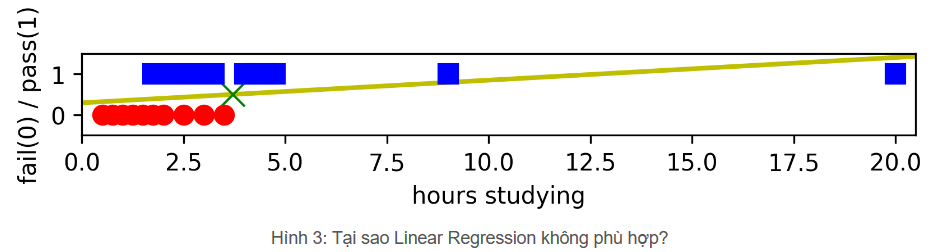 fail(0) / pass(1)
1
0
0.0 2.5 5.0 7.5 10.0 12.5 15.0 17.5 20.0
hours studying
Hình 3: Tại sao Linear Regression không phù hợp?